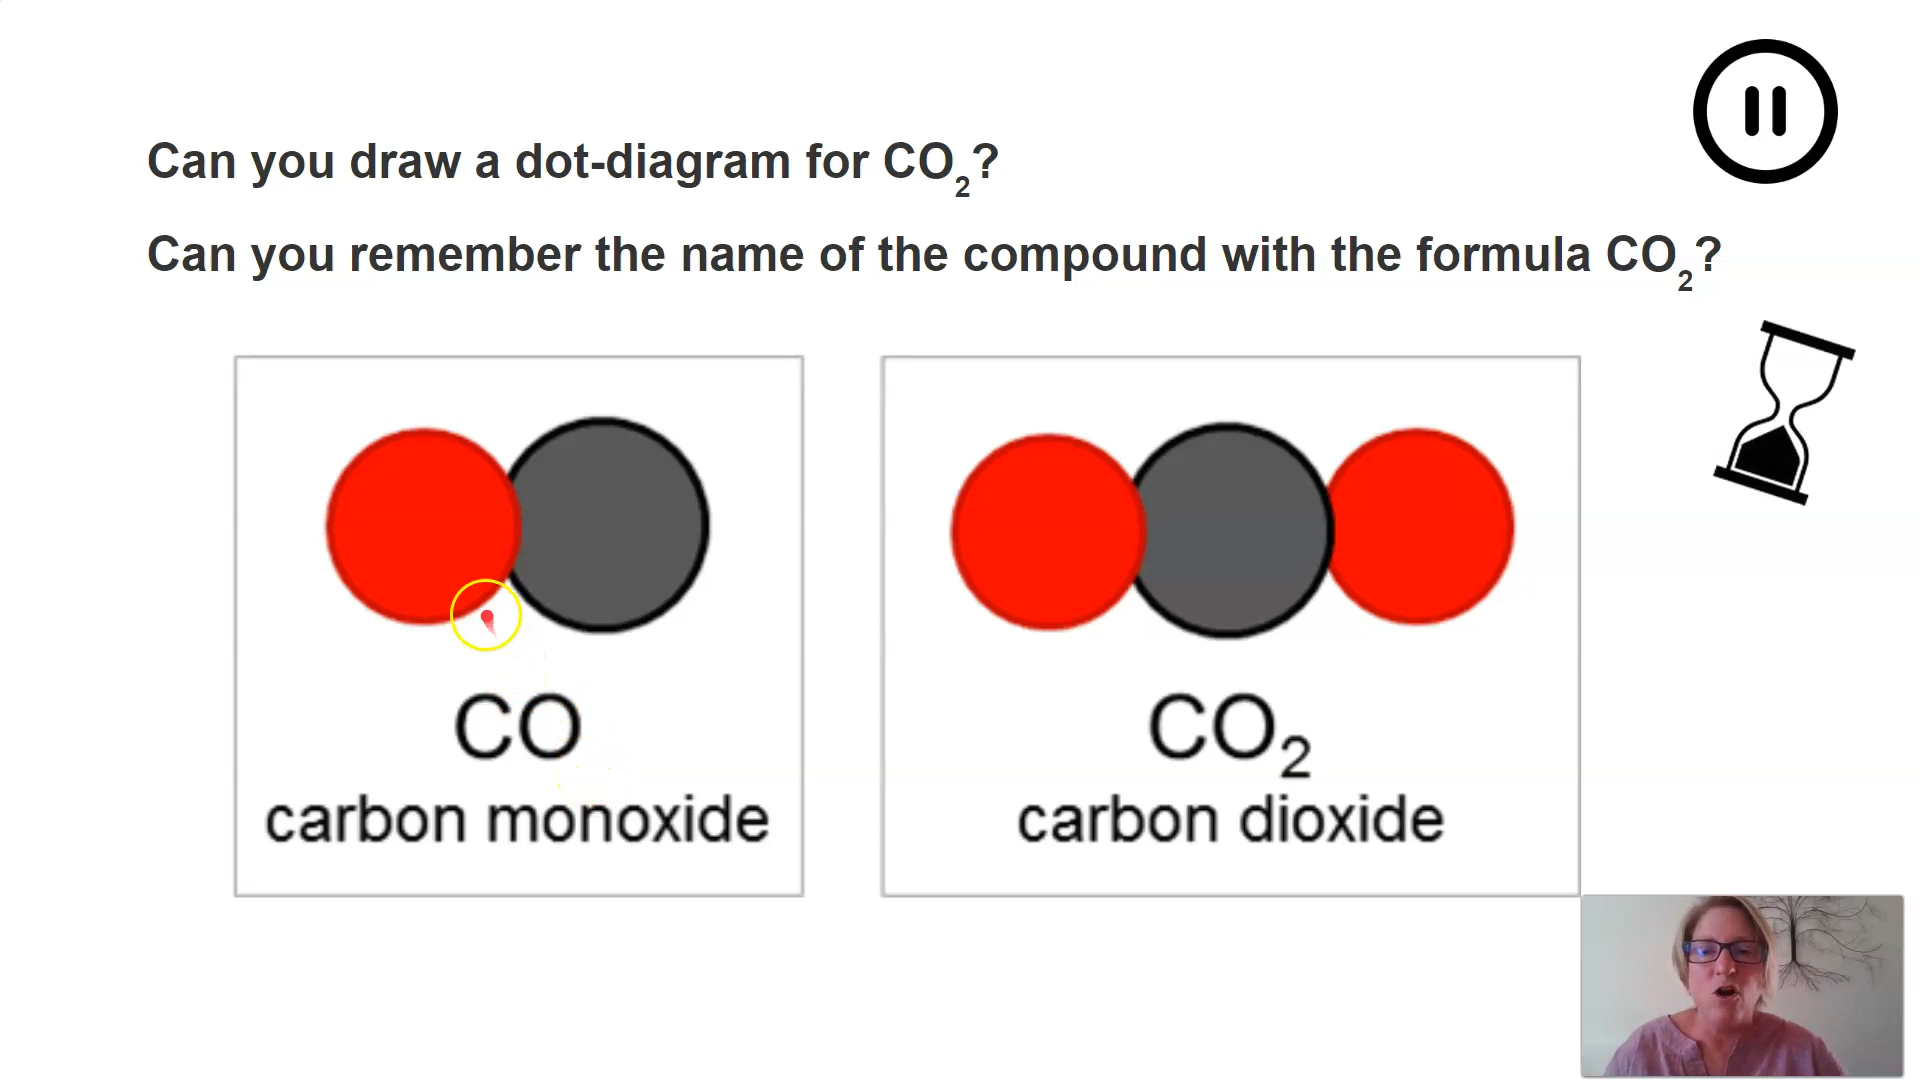 Can you draw a dot-diagram for CO₂?
Can you remember the name of the compound with the formula CO₂?
CO
carbon monoxide
CO₂
carbon dioxide